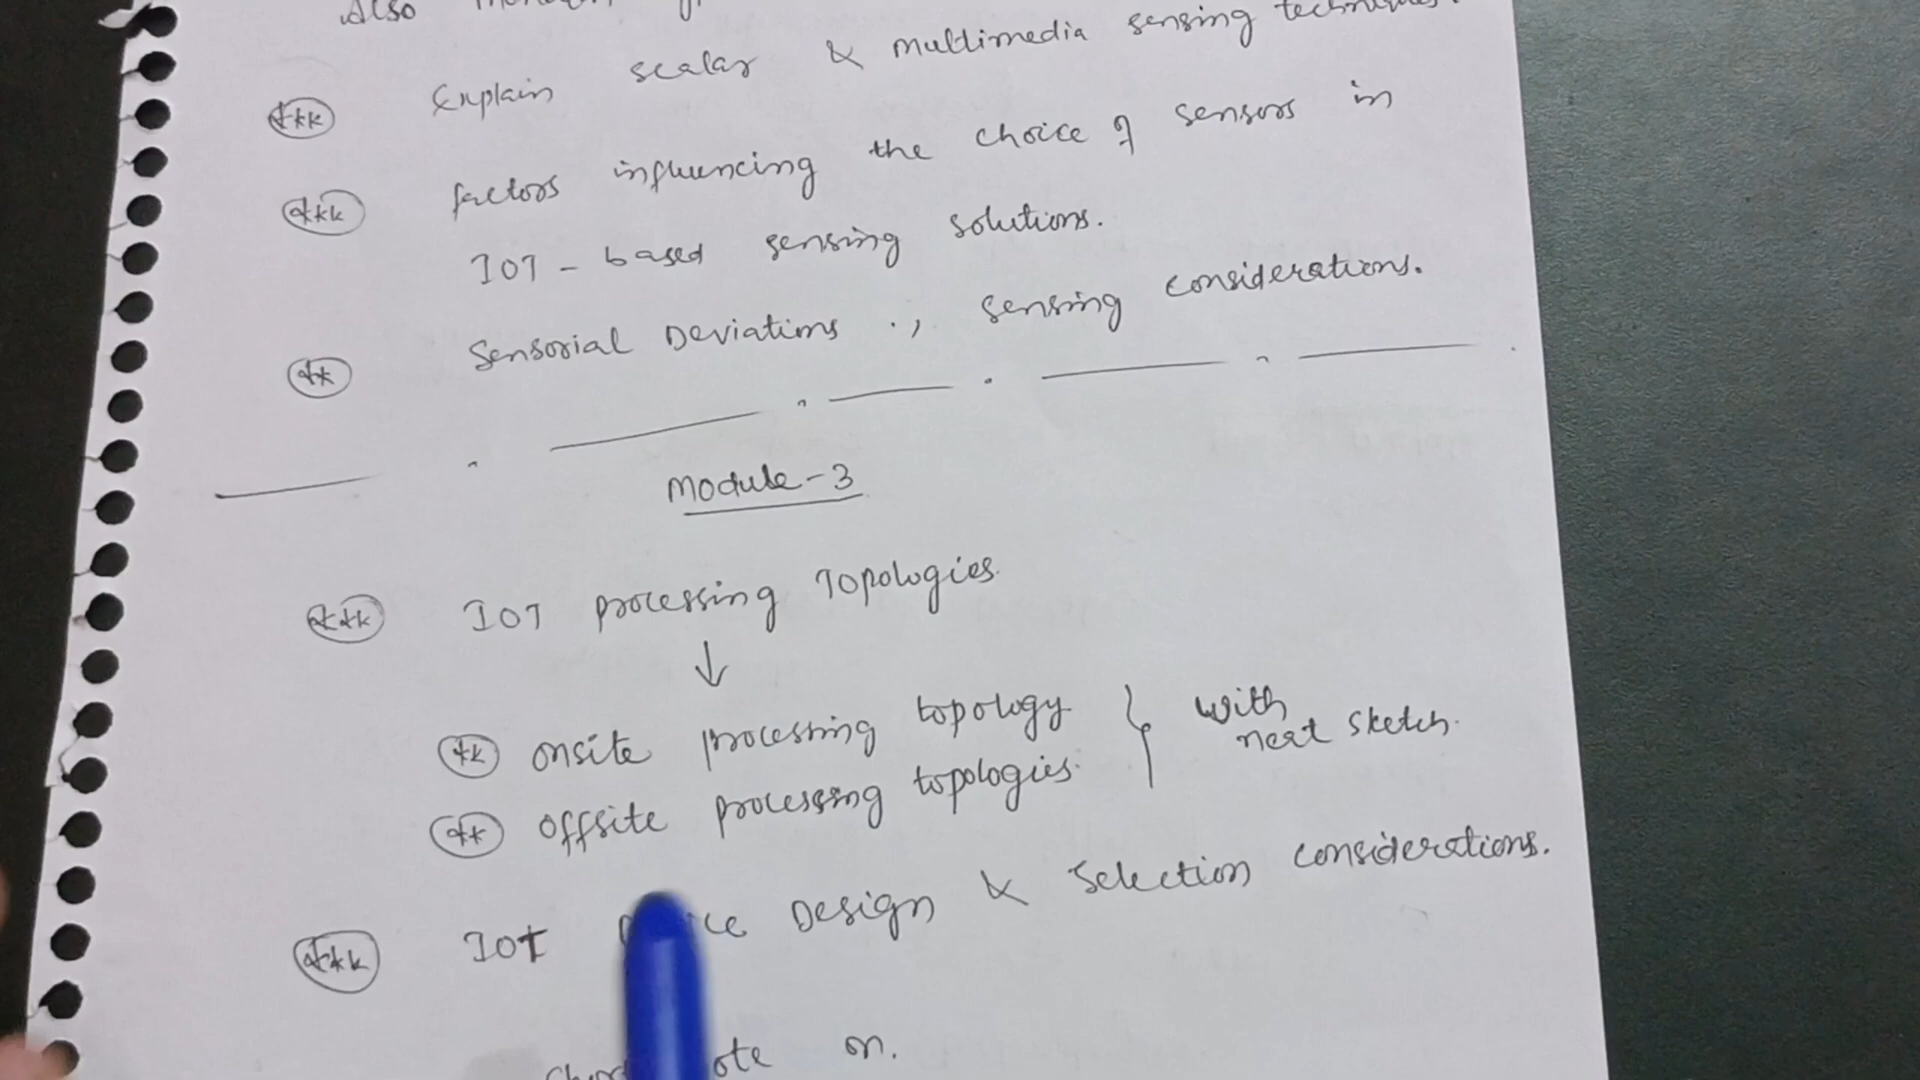 Also
*** Explain scalar & multimedia sensing techniques.
*** factors influencing the choice of sensors in
IOT - based sensing solutions.
** Sensorial Deviations ., Sensing considerations.
Module-3
*** IOT processing Topologies.
↓
** onsite processing topology } with
neat sketch.
** offsite processing topologies.
*** IOT Design & Selection considerations.
on.